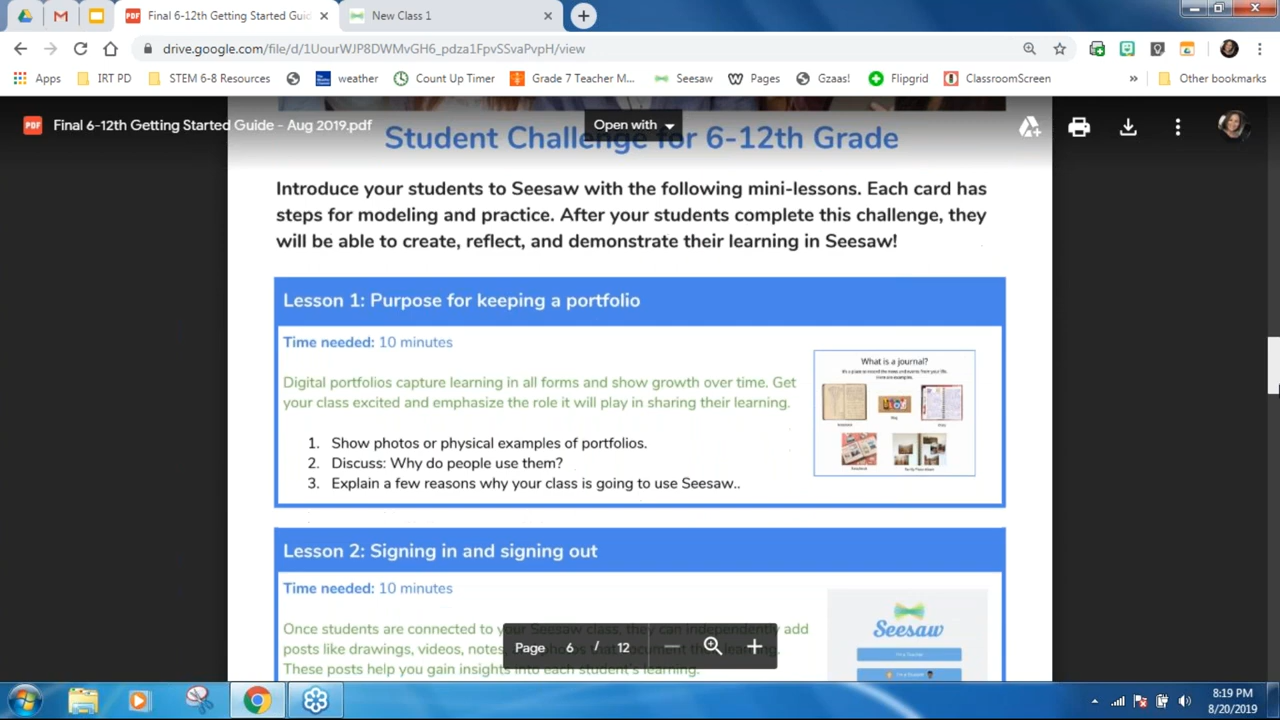 Final 6-12th Getting Started Guid
New Class 1
drive.google.com/file/d/1UourWJP8DWMvGH6_pdza1FpvSSvaPvpH/view
Apps
IRT PD
STEM 6-8 Resources
weather
Count Up Timer
Grade 7 Teacher M...
Seesaw
Pages
Gzaas!
Flipgrid
ClassroomScreen
»
Other bookmarks
PDF Final 6-12th Getting Started Guide - Aug 2019.pdf
Open with
Student Challenge for 6-12th Grade
Introduce your students to Seesaw with the following mini-lessons. Each card has
steps for modeling and practice. After your students complete this challenge, they
will be able to create, reflect, and demonstrate their learning in Seesaw!
Lesson 1: Purpose for keeping a portfolio
Time needed: 10 minutes
Digital portfolios capture learning in all forms and show growth over time. Get
your class excited and emphasize the role it will play in sharing their learning.
1. Show photos or physical examples of portfolios.
2. Discuss: Why do people use them?
3. Explain a few reasons why your class is going to use Seesaw..
What is a journal?
Lesson 2: Signing in and signing out
Time needed: 10 minutes
Once students are connected to your Seesaw class, they can independently add
posts like drawings, videos, notes,
These posts help you gain insights into each student's learning.
Seesaw
I'm a Teacher
I'm a Student
Page 6 / 12
8:19 PM
8/20/2019